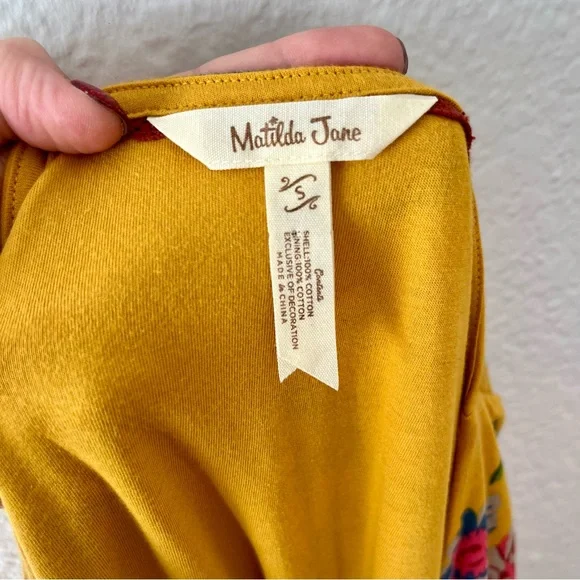 Matilda Jane
S
Contents
SHELL:100% COTTON
LINING:100% COTTON
EXCLUSIVE OF DECORATION
MADE in CHINA